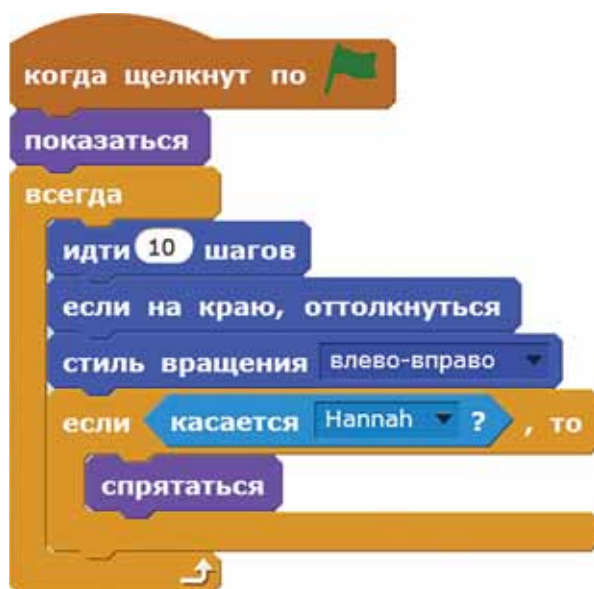 когда щелкнут по
показаться
всегда
идти 10 шагов
если на краю, оттолкнуться
стиль вращения влево-вправо
если касается Hannah ? , то
спрятаться